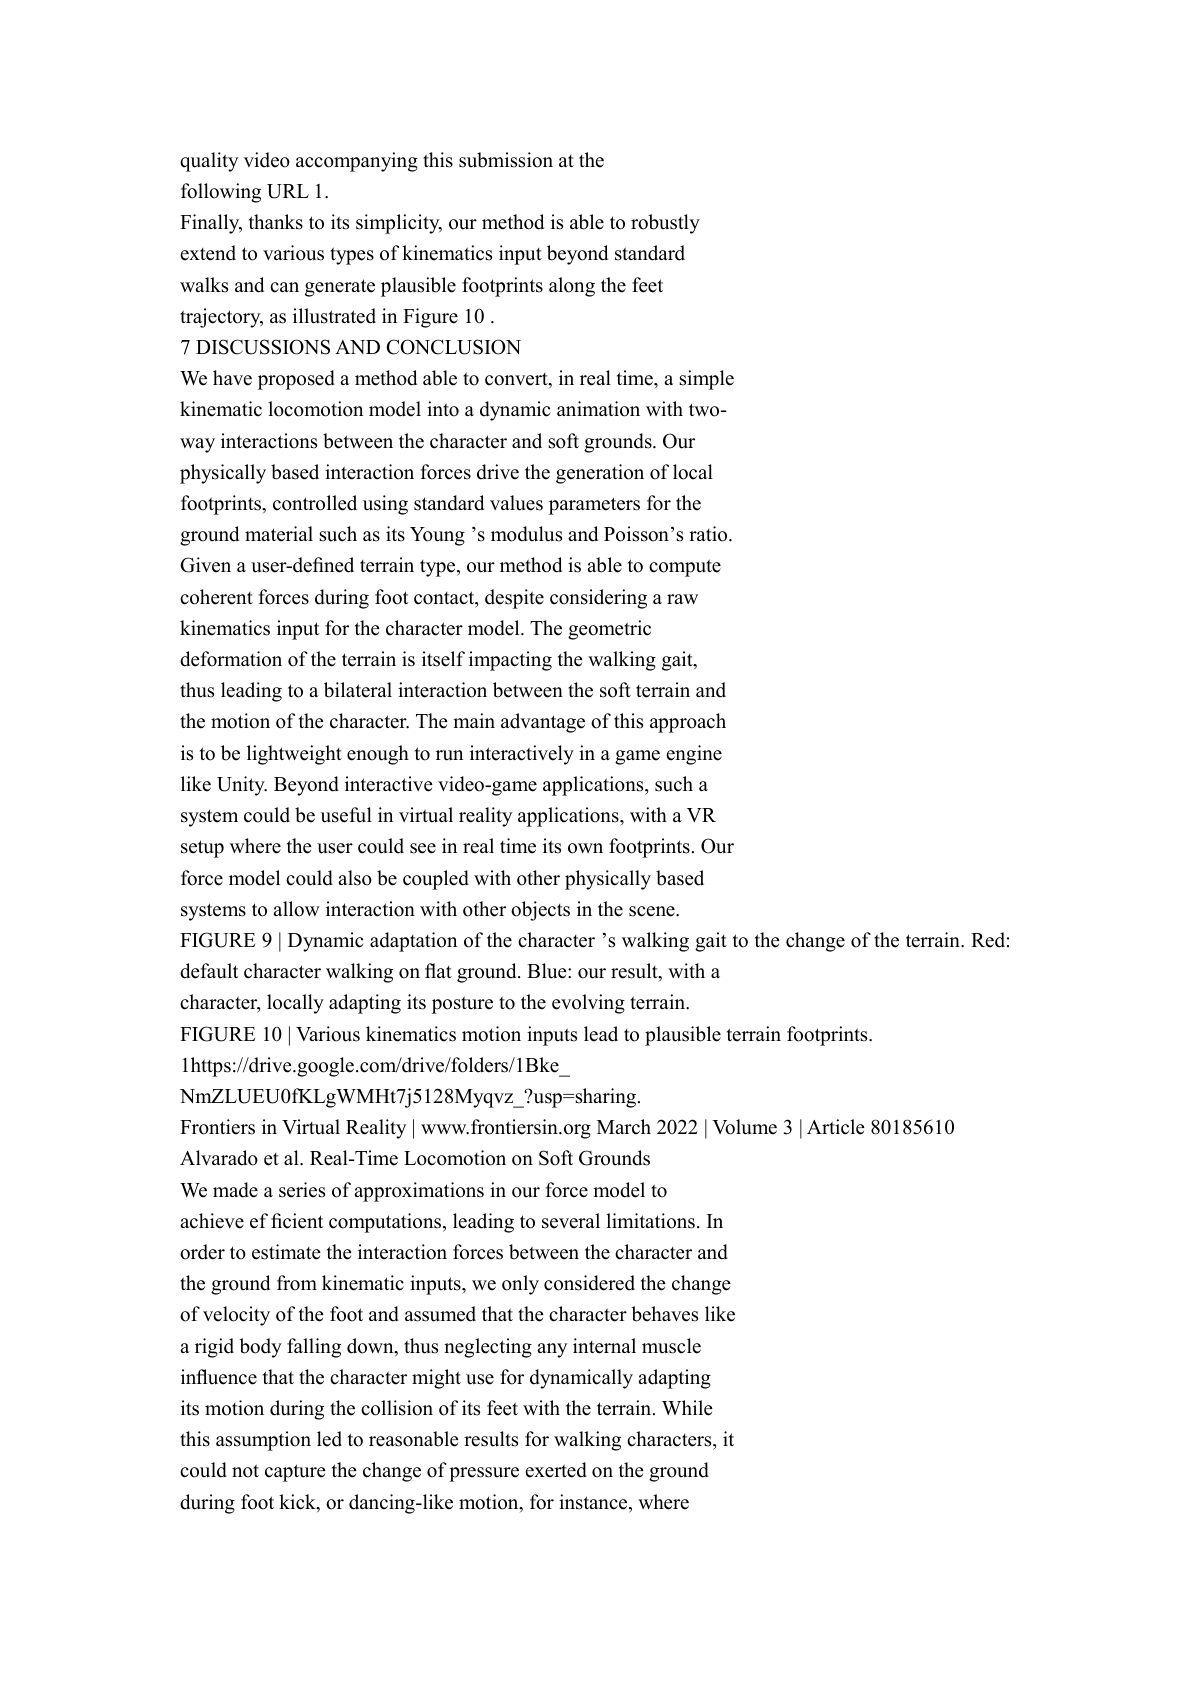 quality video accompanying this submission at the
following URL 1.
Finally, thanks to its simplicity, our method is able to robustly
extend to various types of kinematics input beyond standard
walks and can generate plausible footprints along the feet
trajectory, as illustrated in Figure 10 .
7 DISCUSSIONS AND CONCLUSION
We have proposed a method able to convert, in real time, a simple
kinematic locomotion model into a dynamic animation with two-
way interactions between the character and soft grounds. Our
physically based interaction forces drive the generation of local
footprints, controlled using standard values parameters for the
ground material such as its Young ’s modulus and Poisson’s ratio.
Given a user-defined terrain type, our method is able to compute
coherent forces during foot contact, despite considering a raw
kinematics input for the character model. The geometric
deformation of the terrain is itself impacting the walking gait,
thus leading to a bilateral interaction between the soft terrain and
the motion of the character. The main advantage of this approach
is to be lightweight enough to run interactively in a game engine
like Unity. Beyond interactive video-game applications, such a
system could be useful in virtual reality applications, with a VR
setup where the user could see in real time its own footprints. Our
force model could also be coupled with other physically based
systems to allow interaction with other objects in the scene.
FIGURE 9 | Dynamic adaptation of the character ’s walking gait to the change of the terrain. Red:
default character walking on flat ground. Blue: our result, with a
character, locally adapting its posture to the evolving terrain.
FIGURE 10 | Various kinematics motion inputs lead to plausible terrain footprints.
1https://drive.google.com/drive/folders/1Bke_
NmZLUEU0fKLgWMHt7j5128Myqvz_?usp=sharing.
Frontiers in Virtual Reality | www.frontiersin.org March 2022 | Volume 3 | Article 80185610
Alvarado et al. Real-Time Locomotion on Soft Grounds
We made a series of approximations in our force model to
achieve ef ficient computations, leading to several limitations. In
order to estimate the interaction forces between the character and
the ground from kinematic inputs, we only considered the change
of velocity of the foot and assumed that the character behaves like
a rigid body falling down, thus neglecting any internal muscle
influence that the character might use for dynamically adapting
its motion during the collision of its feet with the terrain. While
this assumption led to reasonable results for walking characters, it
could not capture the change of pressure exerted on the ground
during foot kick, or dancing-like motion, for instance, where